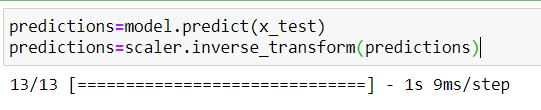 predictions=model.predict(x_test)
predictions=scaler.inverse_transform(predictions)
13/13 [==============================] - 1s 9ms/step